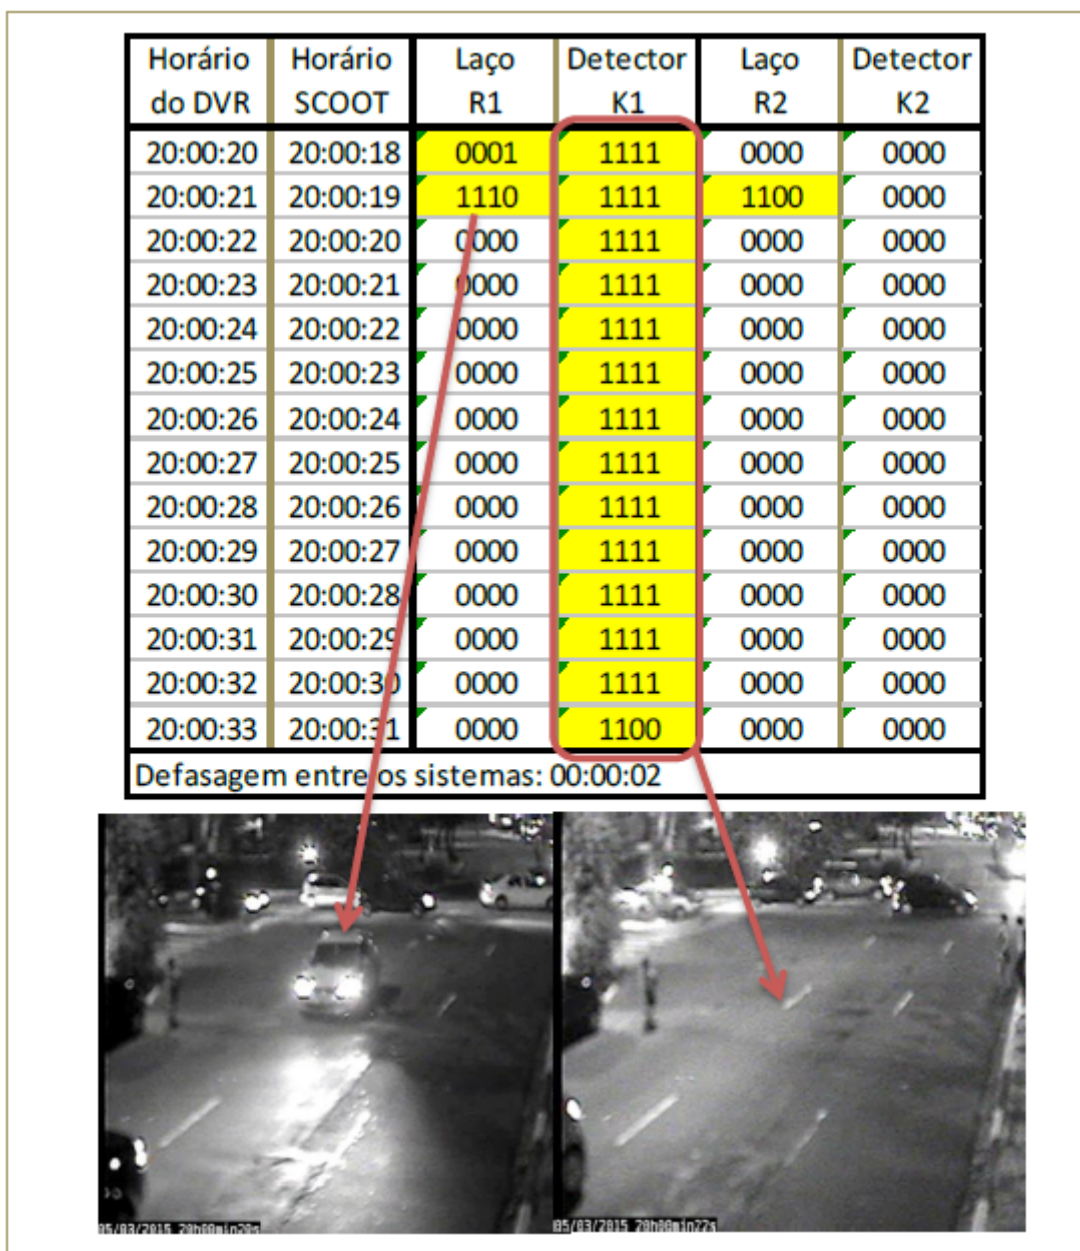 Horário Horário Laço Detector Laço Detector
do DVR SCOOT R1 K1 R2 K2
20:00:20 20:00:18 0001 1111 0000 0000
20:00:21 20:00:19 1110 1111 1100 0000
20:00:22 20:00:20 0000 1111 0000 0000
20:00:23 20:00:21 0000 1111 0000 0000
20:00:24 20:00:22 0000 1111 0000 0000
20:00:25 20:00:23 0000 1111 0000 0000
20:00:26 20:00:24 0000 1111 0000 0000
20:00:27 20:00:25 0000 1111 0000 0000
20:00:28 20:00:26 0000 1111 0000 0000
20:00:29 20:00:27 0000 1111 0000 0000
20:00:30 20:00:28 0000 1111 0000 0000
20:00:31 20:00:29 0000 1111 0000 0000
20:00:32 20:00:30 0000 1111 0000 0000
20:00:33 20:00:31 0000 1100 0000 0000
Defasagem entre os sistemas: 00:00:02
05/03/2015 20h00min20s 05/03/2015 20h00min22s